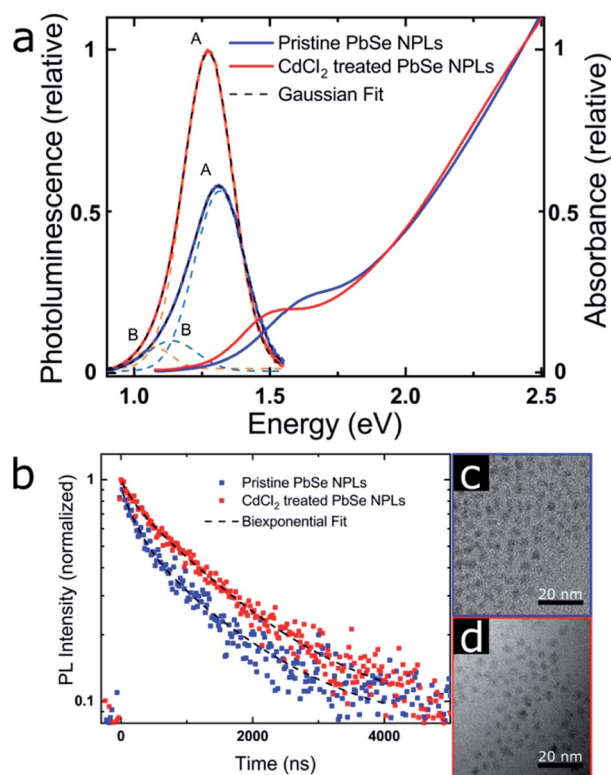 a
A
A
B
B
Pristine PbSe NPLs
CdCl₂ treated PbSe NPLs
Gaussian Fit
Photoluminescence (relative)
1
0.5
0
Absorbance (relative)
1
0.5
0
1.0
1.5
2.0
2.5
Energy (eV)
b
Pristine PbSe NPLs
CdCl₂ treated PbSe NPLs
Biexponential Fit
PL Intensity (normalized)
1
0.1
0
2000
4000
Time (ns)
c
20 nm
d
20 nm